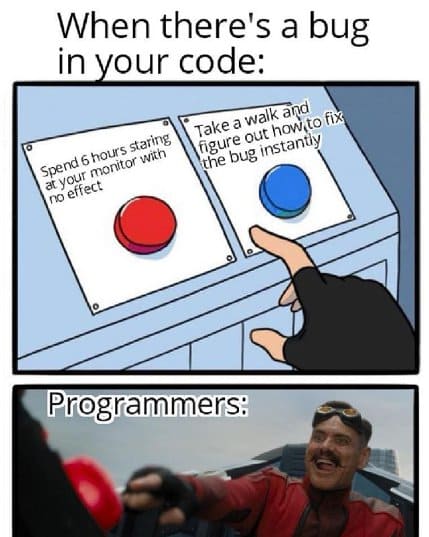 When there's a bug
in your code:
Spend 6 hours staring
at your monitor with
no effect
Take a walk and
figure out how to fix
the bug instantly
Programmers: